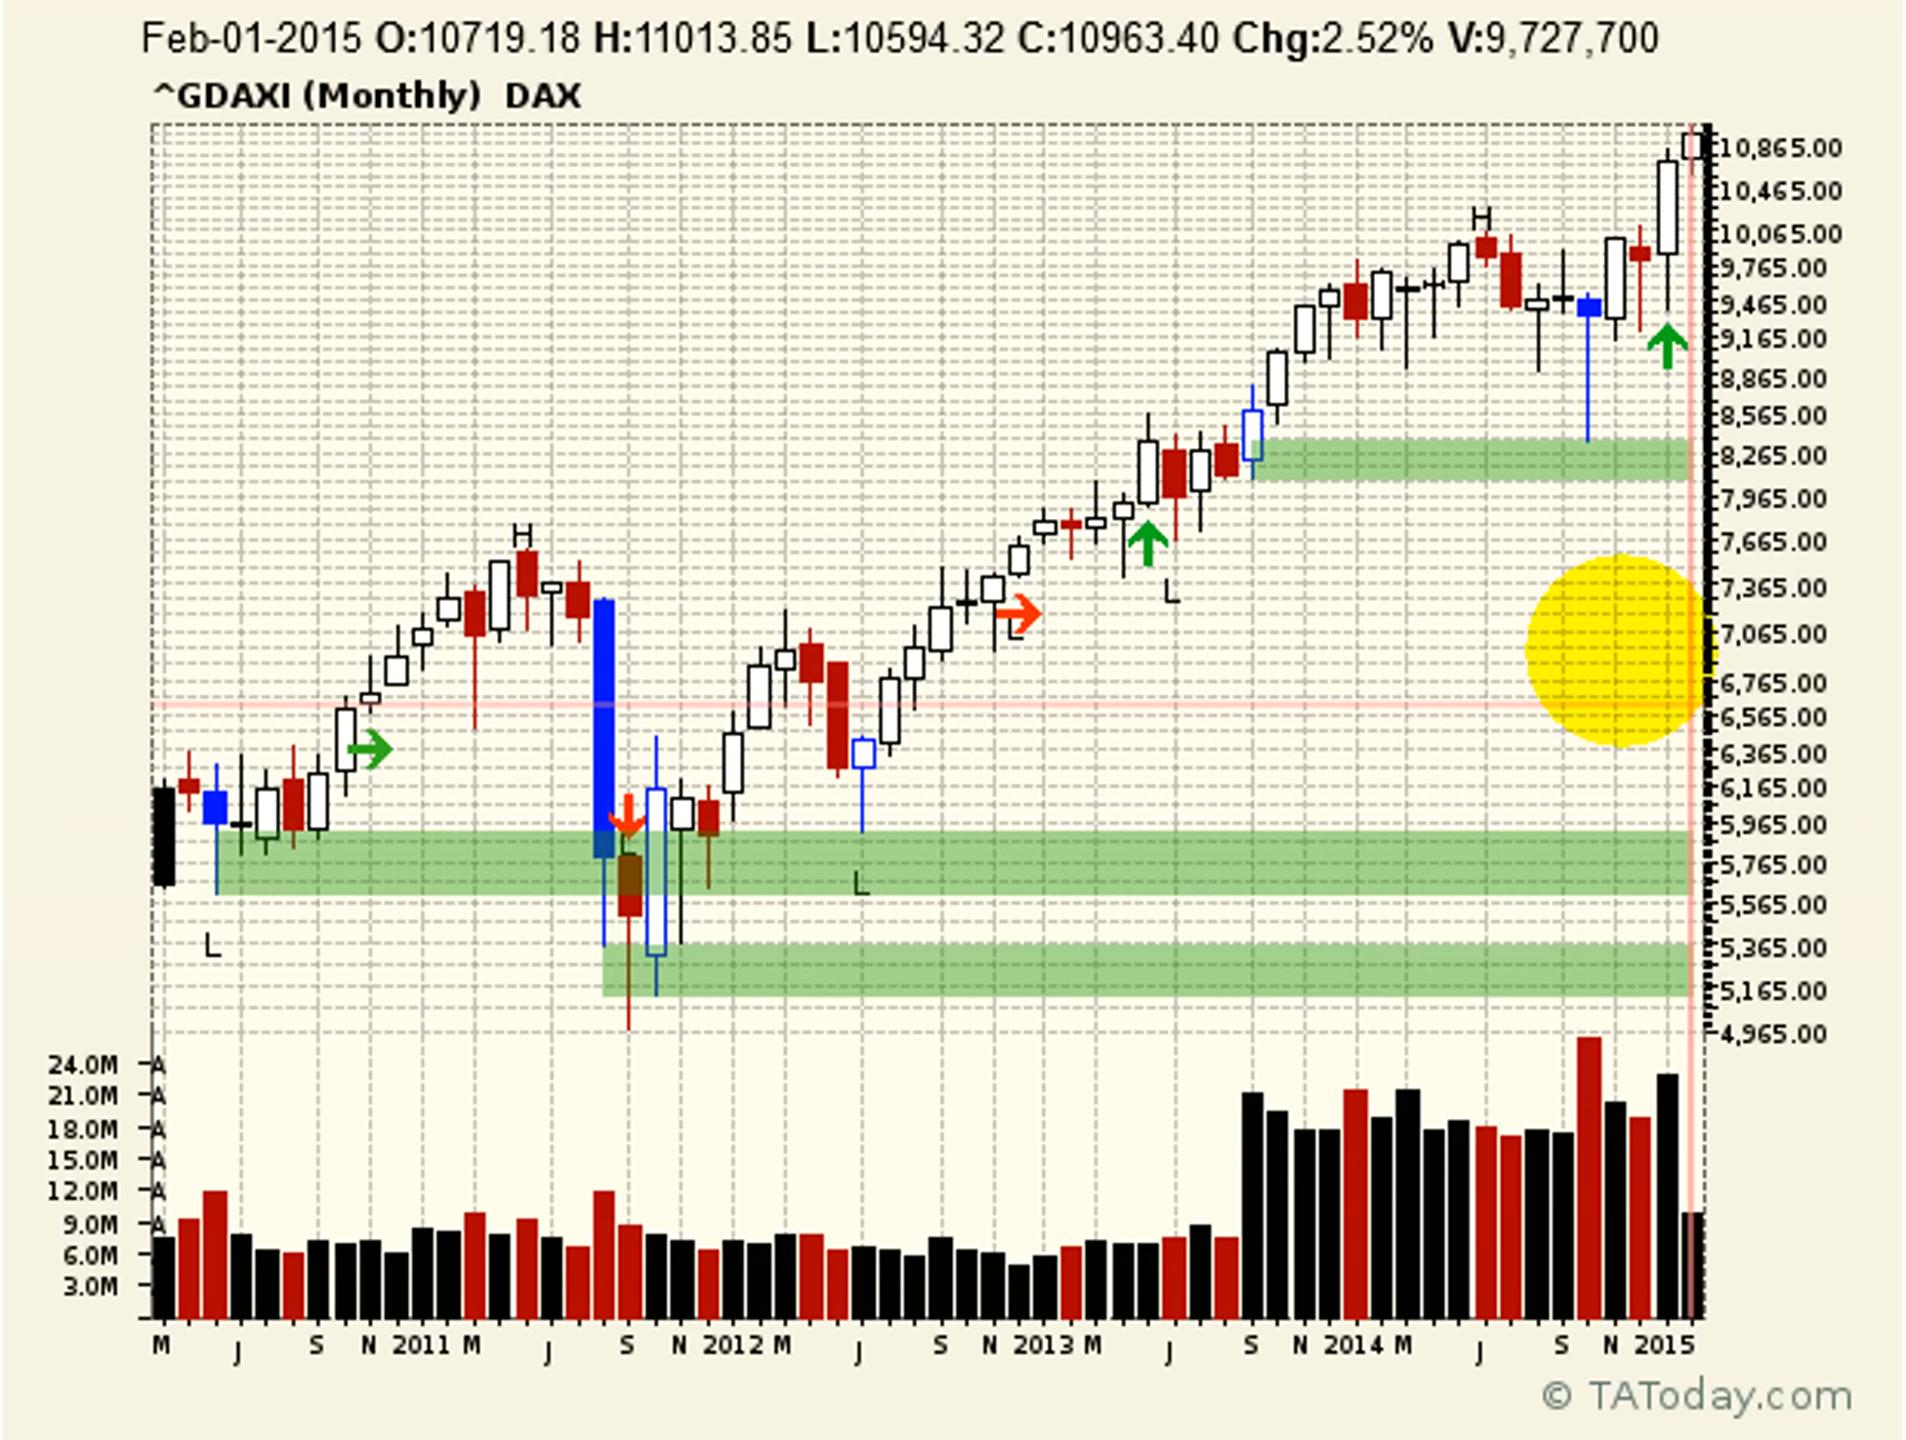 Feb-01-2015 O:10719.18 H:11013.85 L:10594.32 C:10963.40 Chg:2.52% V:9,727,700
^GDAXI (Monthly) DAX
10,865.00
10,465.00
H
10,065.00
9,765.00
9,465.00
9,165.00
8,865.00
8,565.00
8,265.00
7,965.00
H
7,665.00
L
7,365.00
L
7,065.00
6,765.00
6,565.00
6,365.00
6,165.00
5,965.00
L
5,765.00
L
5,565.00
L
5,365.00
5,165.00
4,965.00
24.0M A
21.0M A
18.0M A
15.0M A
12.0M A
9.0M A
6.0M
3.0M
M J S N 2011 M J S N 2012 M J S N 2013 M J S N 2014 M J S N 2015
© TAToday.com